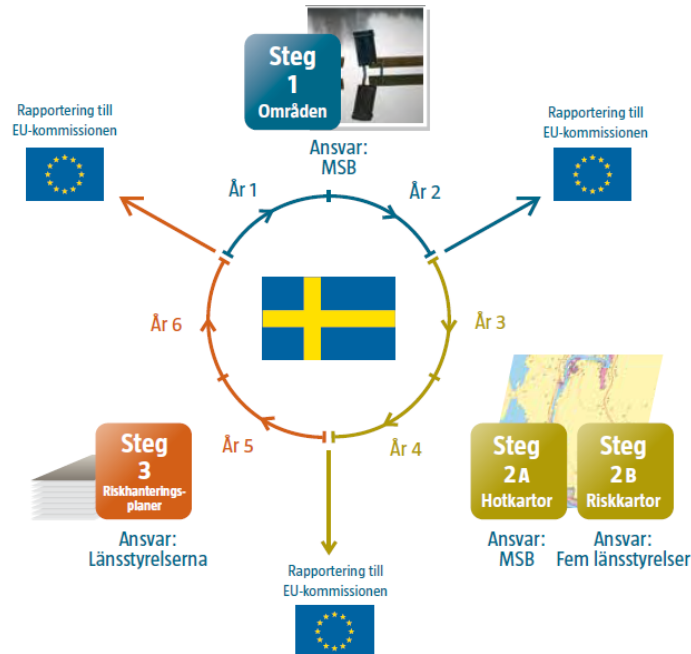 Steg
1
Områden
Ansvar:
MSB
Rapportering till
EU-kommissionen
Rapportering till
EU-kommissionen
År 1
År 2
År 3
År 4
År 5
År 6
Steg
2A
Hotkartor
Ansvar:
MSB
Steg
2B
Riskkartor
Ansvar:
Fem länsstyrelser
Steg
3
Riskhanterings-
planer
Ansvar:
Länsstyrelserna
Rapportering till
EU-kommissionen